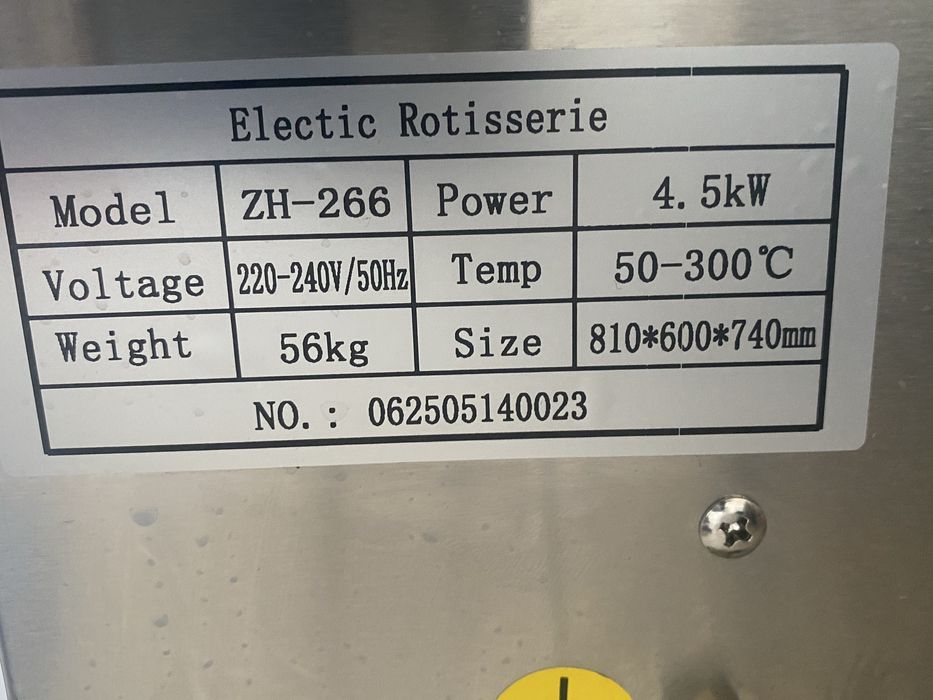 Electic Rotisserie
Model ZH-266 Power 4.5kW
Voltage 220-240V/50Hz Temp 50-300℃
Weight 56kg Size 810*600*740mm
NO.: 062505140023